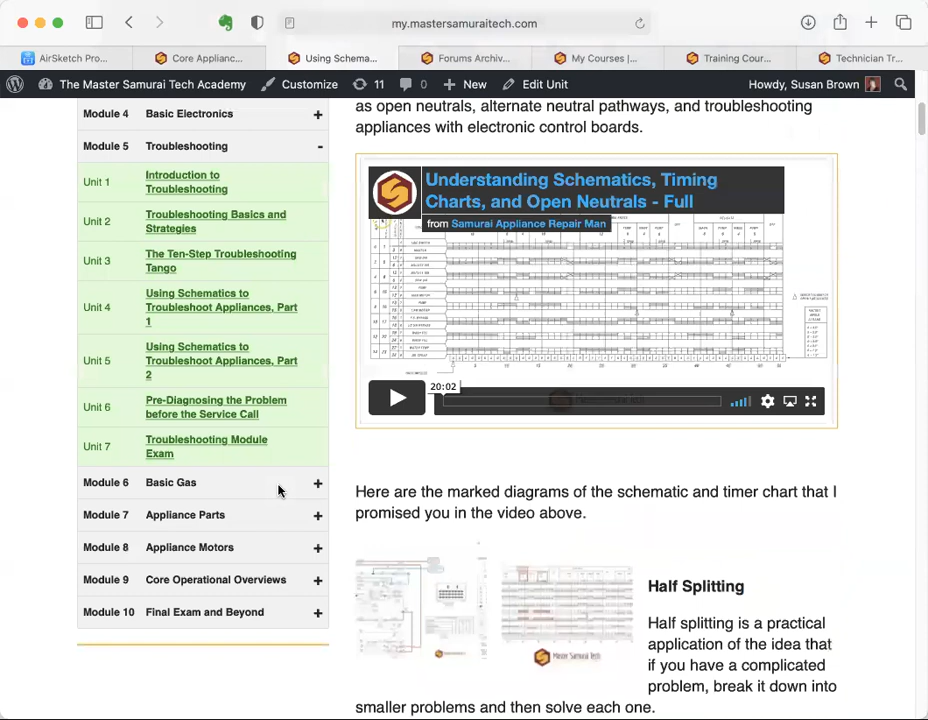 my.mastersamuraitech.com
AirSketch Pro...
Core Applianc...
Using Schema...
Forums Archiv...
My Courses |...
Training Cour...
Technician Tr...
The Master Samurai Tech Academy
Customize
11
0
New
Edit Unit
Howdy, Susan Brown
Module 4 Basic Electronics +
Module 5 Troubleshooting -
Unit 1 Introduction to
Troubleshooting
Unit 2 Troubleshooting Basics and
Strategies
Unit 3 The Ten-Step Troubleshooting
Tango
Unit 4 Using Schematics to
Troubleshoot Appliances, Part
1
Unit 5 Using Schematics to
Troubleshoot Appliances, Part
2
Unit 6 Pre-Diagnosing the Problem
before the Service Call
Unit 7 Troubleshooting Module
Exam
Module 6 Basic Gas +
Module 7 Appliance Parts +
Module 8 Appliance Motors +
Module 9 Core Operational Overviews +
Module 10 Final Exam and Beyond +
as open neutrals, alternate neutral pathways, and troubleshooting
appliances with electronic control boards.
Understanding Schematics, Timing
Charts, and Open Neutrals - Full
from Samurai Appliance Repair Man
20:02
Here are the marked diagrams of the schematic and timer chart that I
promised you in the video above.
Master Samurai Tech
Half Splitting
Half splitting is a practical
application of the idea that
if you have a complicated
problem, break it down into
smaller problems and then solve each one.